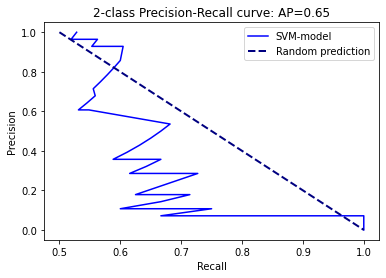 2-class Precision-Recall curve: AP=0.65
SVM-model
Random prediction
Precision
1.0
0.8
0.6
0.4
0.2
0.0
0.5 0.6 0.7 0.8 0.9 1.0
Recall